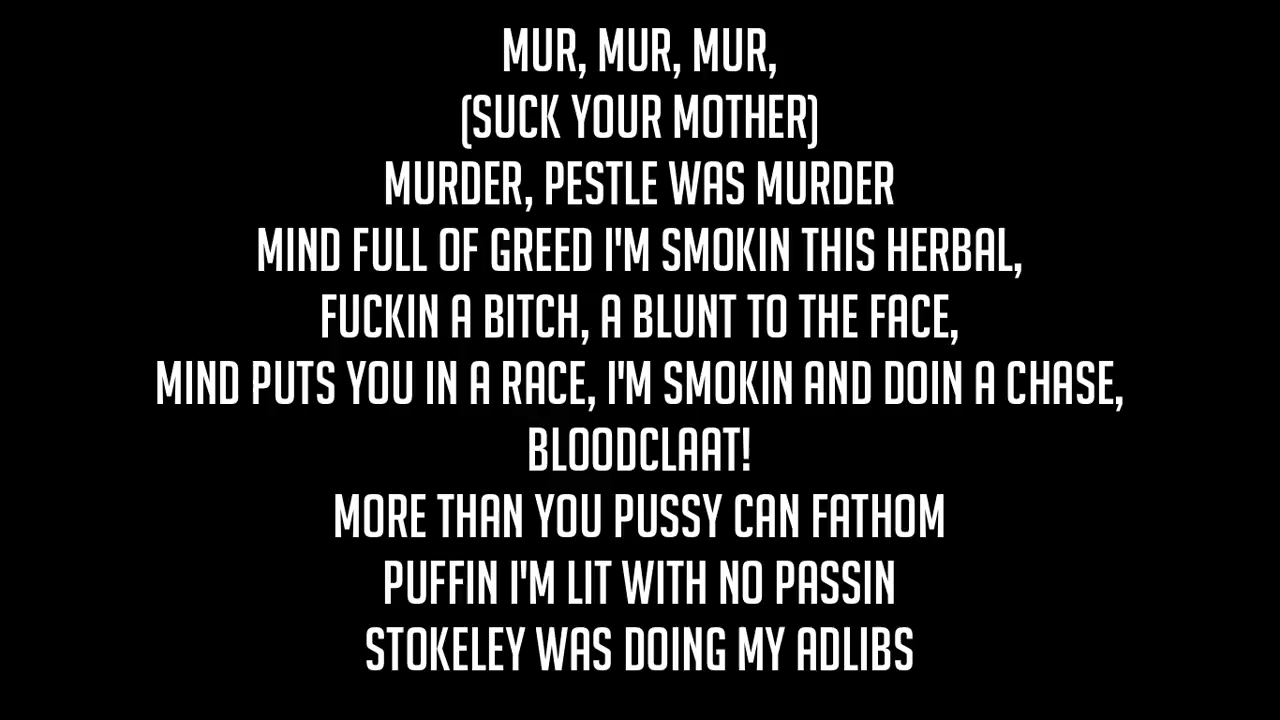 MUR, MUR, MUR,
(SUCK YOUR MOTHER)
MURDER, PESTLE WAS MURDER
MIND FULL OF GREED I'M SMOKIN THIS HERBAL,
FUCKIN A BITCH, A BLUNT TO THE FACE,
MIND PUTS YOU IN A RACE, I'M SMOKIN AND DOIN A CHASE,
BLOODCLAAT!
MORE THAN YOU PUSSY CAN FATHOM
PUFFIN I'M LIT WITH NO PASSIN
STOKELEY WAS DOING MY ADLIBS